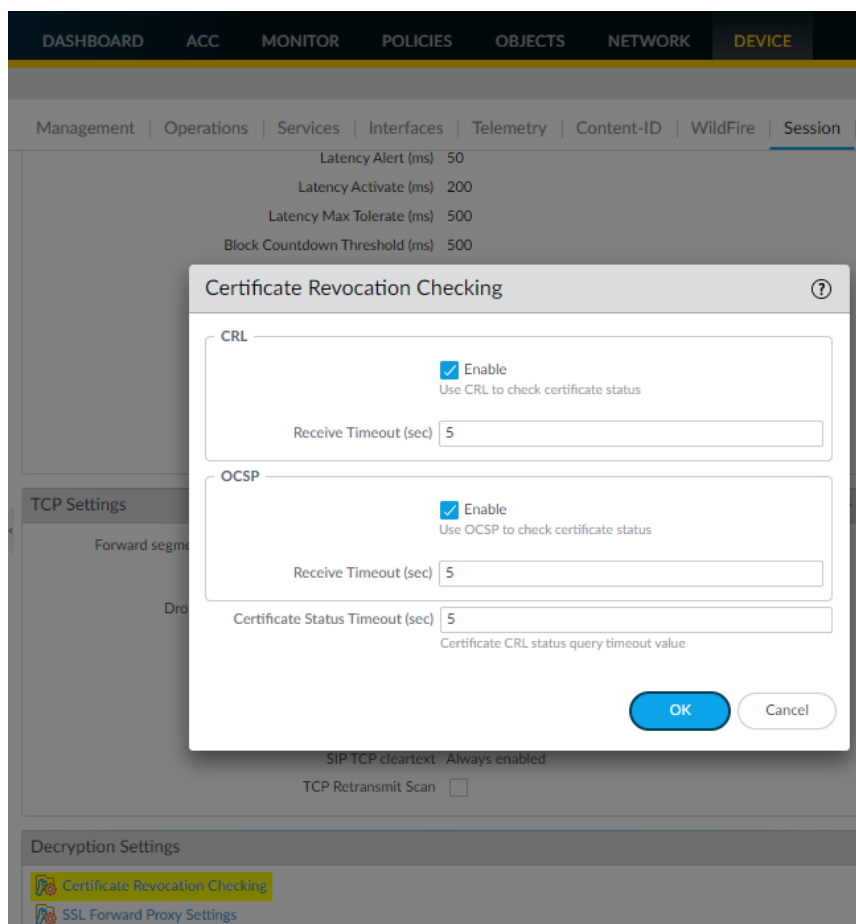 DASHBOARD ACC MONITOR POLICIES OBJECTS NETWORK DEVICE
Management | Operations | Services | Interfaces | Telemetry | Content-ID | WildFire | Session
Latency Alert (ms) 50
Latency Activate (ms) 200
Latency Max Tolerate (ms) 500
Block Countdown Threshold (ms) 500
Certificate Revocation Checking
CRL
Enable
Use CRL to check certificate status
Receive Timeout (sec) 5
OCSP
TCP Settings
Enable
Use OCSP to check certificate status
Forward segme
Receive Timeout (sec) 5
Dro
Certificate Status Timeout (sec) 5
Certificate CRL status query timeout value
OK Cancel
SIP TCP cleartext Always enabled
TCP Retransmit Scan
Decryption Settings
Certificate Revocation Checking
SSL Forward Proxy Settings